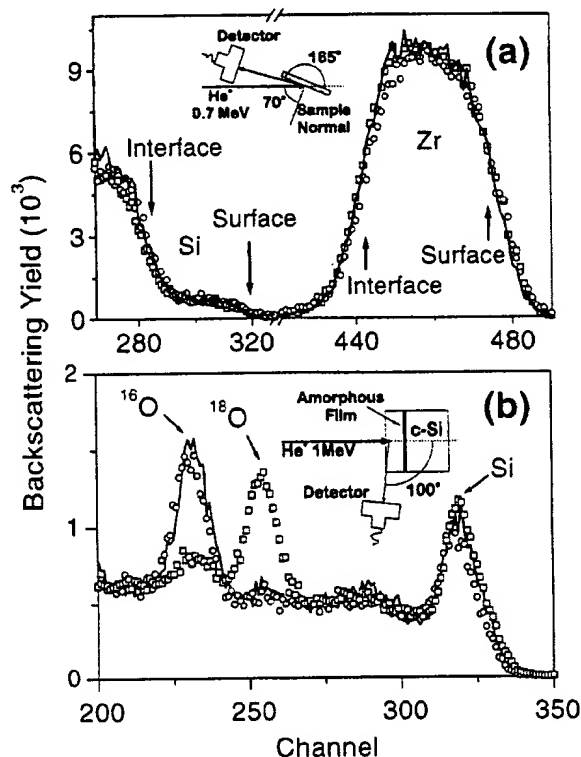 (a)
Detector
165°
He+
0.7 MeV
70°
Sample
Normal
Interface
Si
Surface
Zr
Interface
Surface
9
6
3
0
280
320
440
480
Backscattering Yield (10³)
(b)
2
1
0
16O
18O
Amorphous
Film
c-Si
He+ 1MeV
100°
Detector
Si
200
250
300
350
Channel